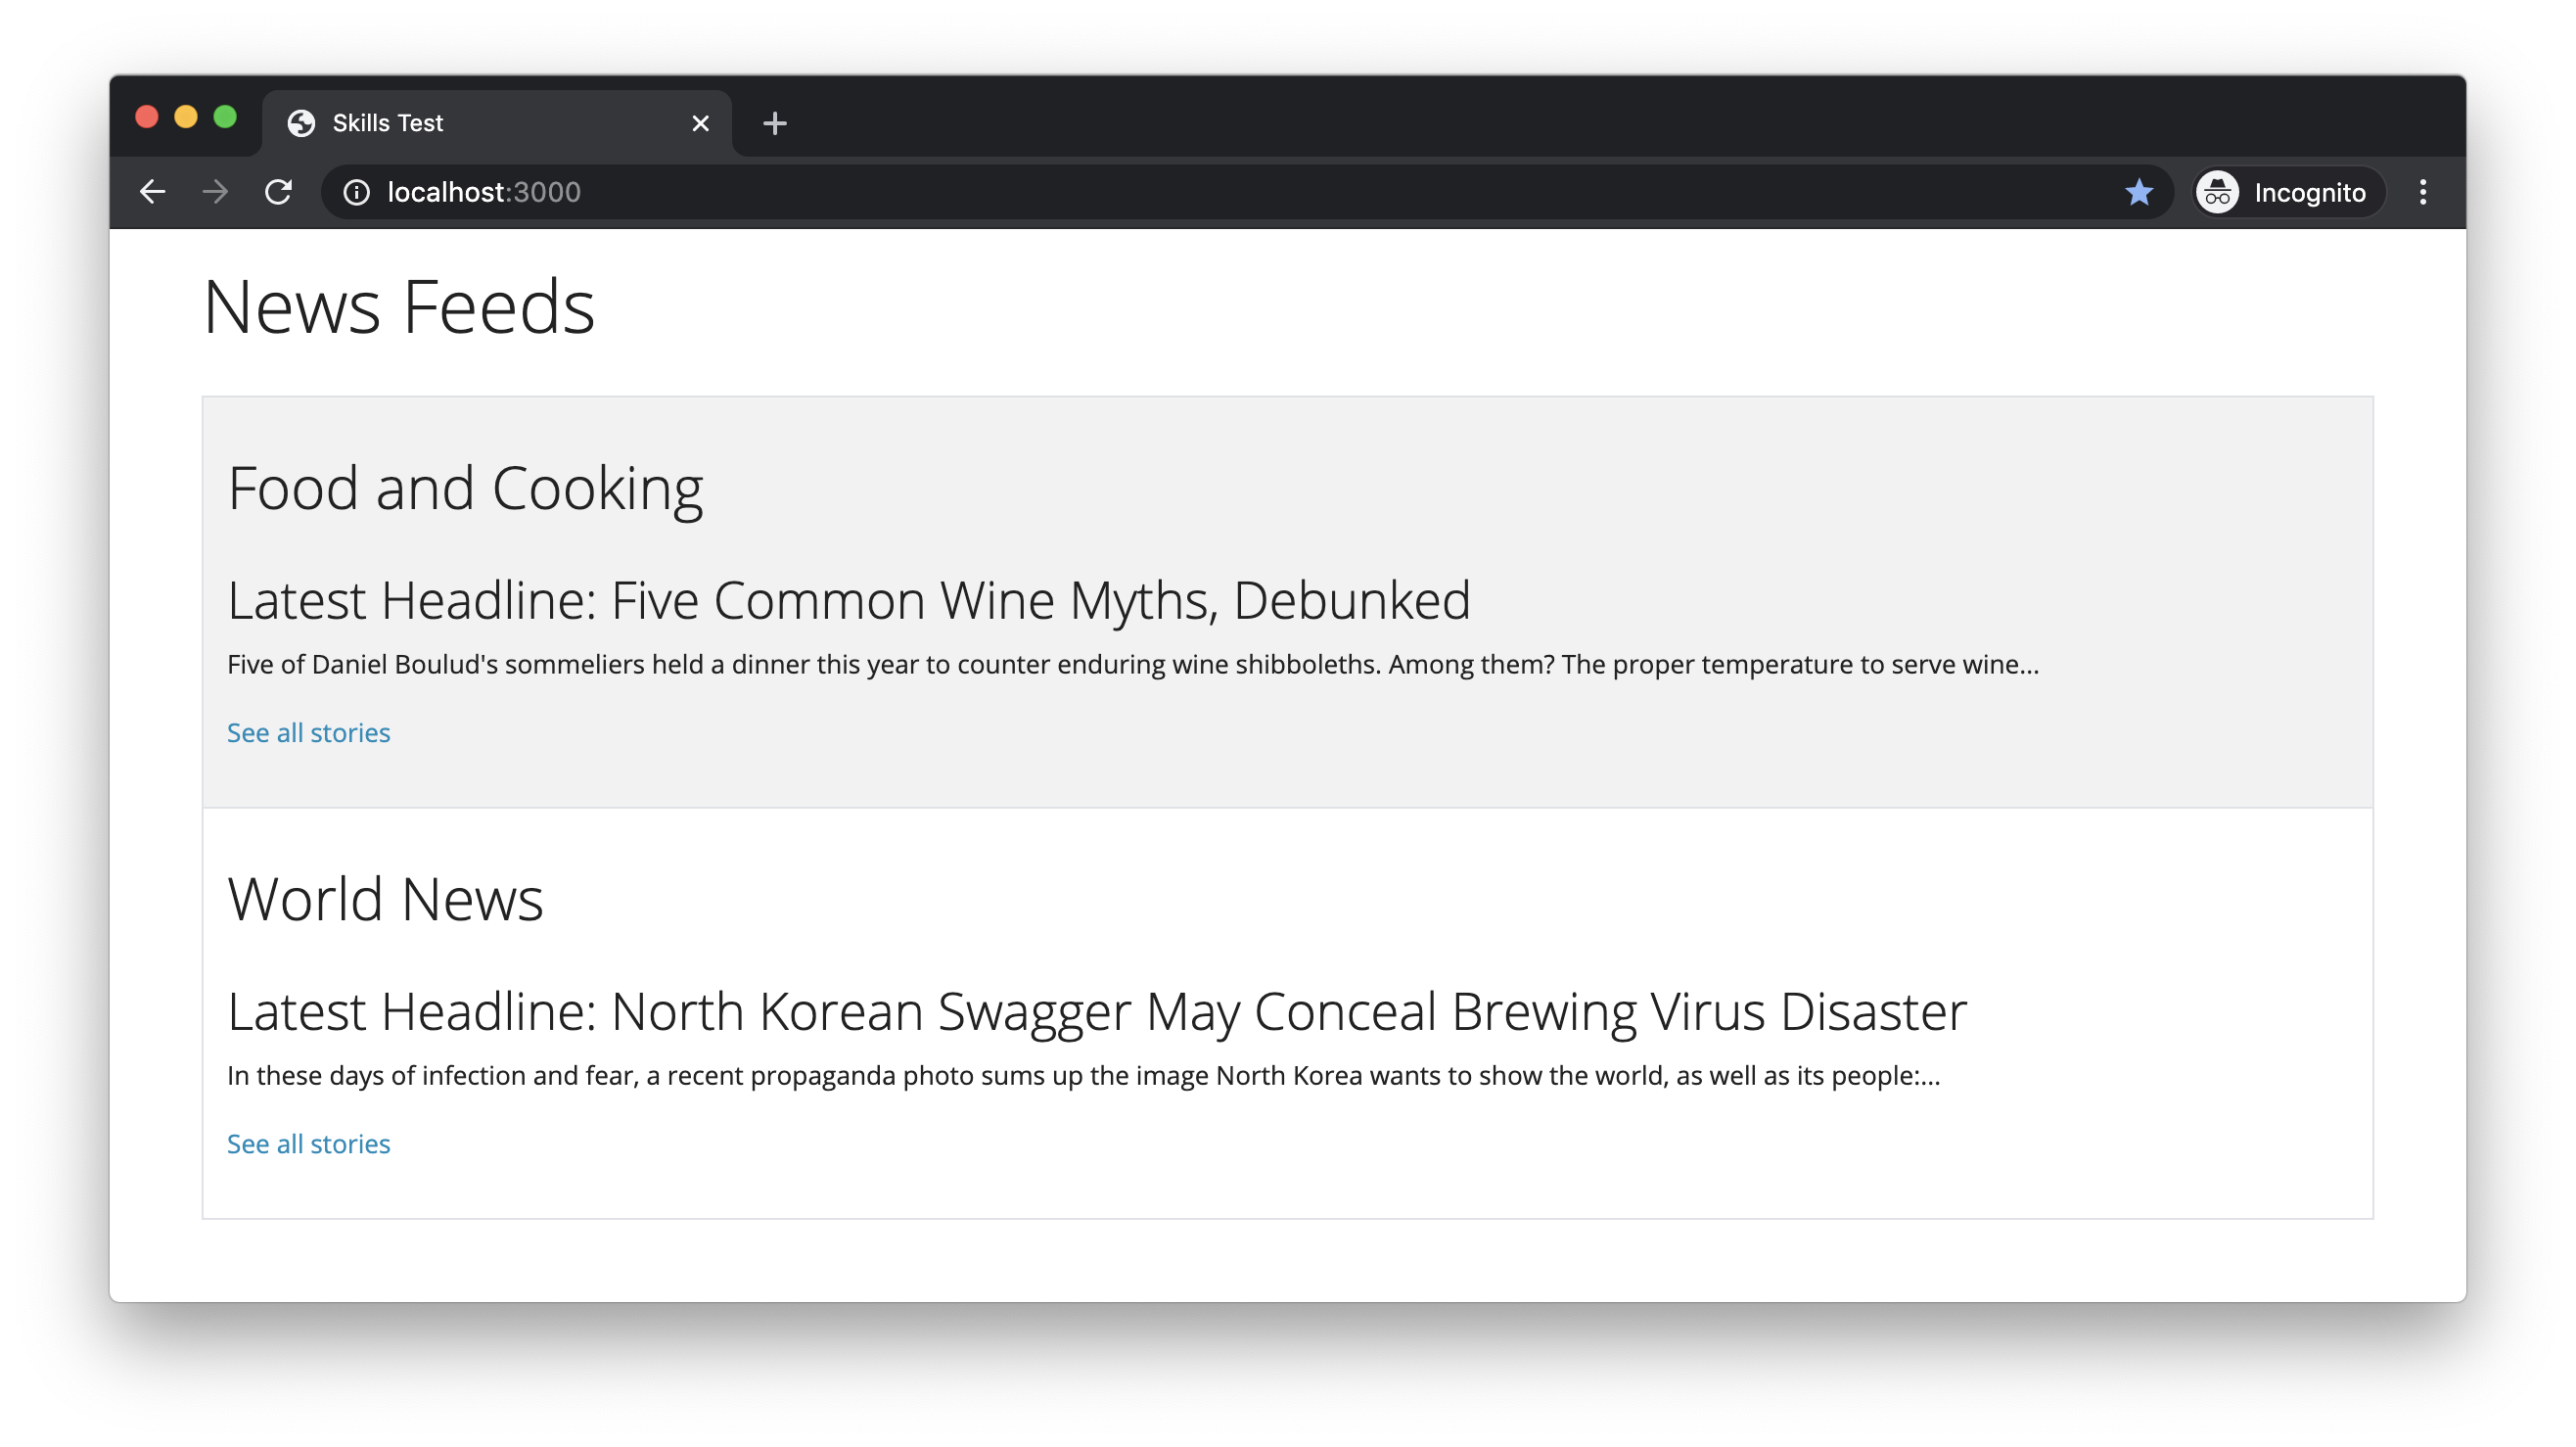 Skills Test
localhost:3000
Incognito
News Feeds
Food and Cooking
Latest Headline: Five Common Wine Myths, Debunked
Five of Daniel Boulud's sommeliers held a dinner this year to counter enduring wine shibboleths. Among them? The proper temperature to serve wine...
See all stories
World News
Latest Headline: North Korean Swagger May Conceal Brewing Virus Disaster
In these days of infection and fear, a recent propaganda photo sums up the image North Korea wants to show the world, as well as its people:...
See all stories